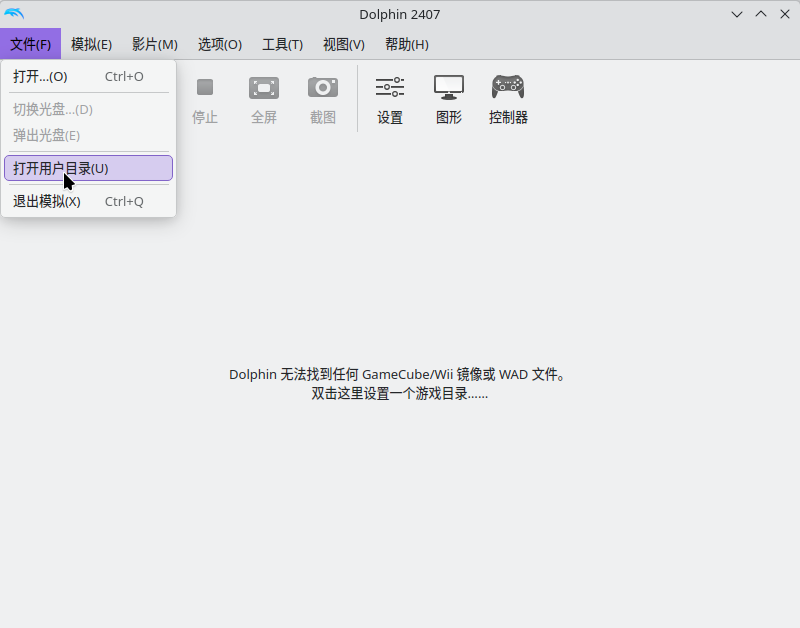 Dolphin 2407
文件(F) 模拟(E) 影片(M) 选项(O) 工具(T) 视图(V) 帮助(H)
打开...(O) Ctrl+O
切换光盘...(D)
弹出光盘(E)
打开用户目录(U)
退出模拟(X) Ctrl+Q
停止 全屏 截图 设置 图形 控制器
Dolphin 无法找到任何 GameCube/Wii 镜像或 WAD 文件。
双击这里设置一个游戏目录……